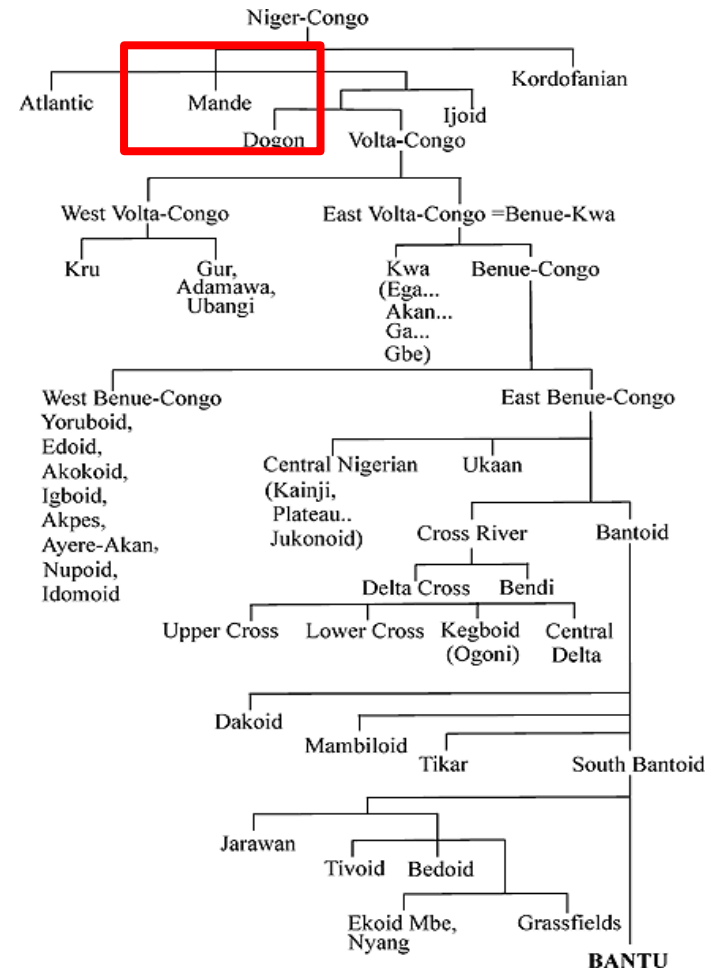 Niger-Congo
Kordofanian
Atlantic
Mande
Ijoid
Dogon
Volta-Congo
West Volta-Congo
East Volta-Congo =Benue-Kwa
Kru
Gur,
Adamawa,
Ubangi
Kwa
(Ega...
Akan...
Ga...
Gbe)
Benue-Congo
West Benue-Congo
Yoruboid,
Edoid,
Akokoid,
Igboid,
Akpes,
Ayere-Akan,
Nupoid,
Idomoid
East Benue-Congo
Central Nigerian
(Kainji,
Plateau..
Jukonoid)
Ukaan
Cross River
Bantoid
Delta Cross
Bendi
Upper Cross
Lower Cross
Kegboid
(Ogoni)
Central
Delta
Dakoid
Mambiloid
Tikar
South Bantoid
Jarawan
Tivoid
Bedoid
Ekoid Mbe,
Nyang
Grassfields
BANTU